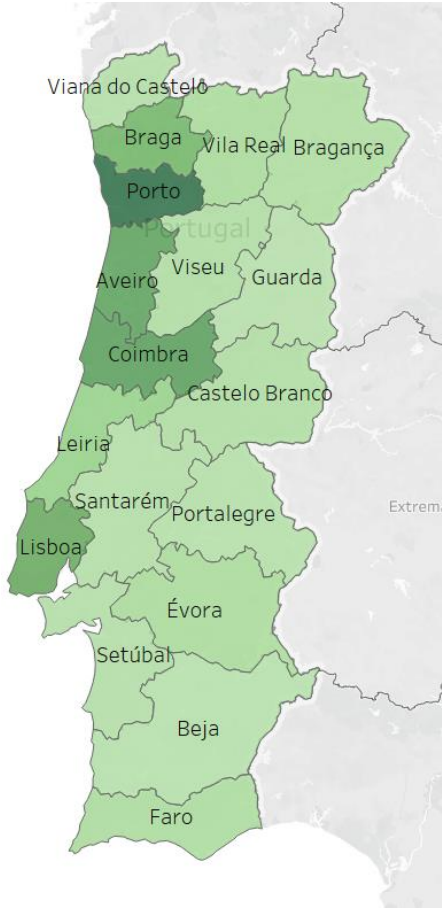 Viana do Castelo
Braga
Vila Real
Bragança
Porto
Portugal
Viseu
Guarda
Aveiro
Coimbra
Castelo Branco
Leiria
Santarém
Portalegre
Extrema
Lisboa
Évora
Setúbal
Beja
Faro